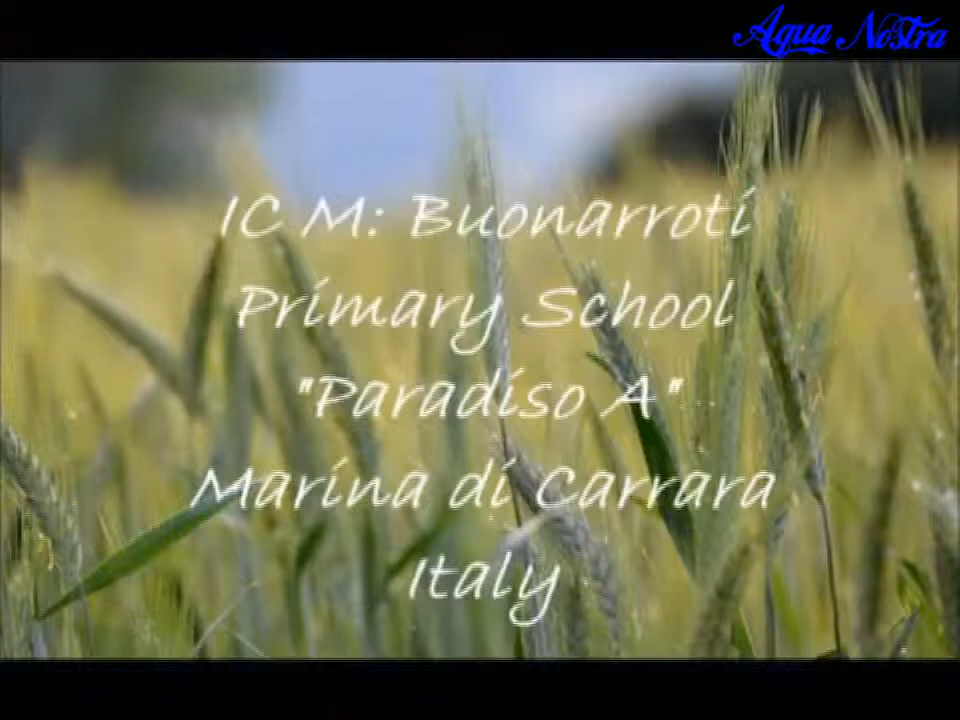 Aqua Nostra
IC M: Buonarroti
Primary School
"Paradiso A"
Marina di Carrara
Italy